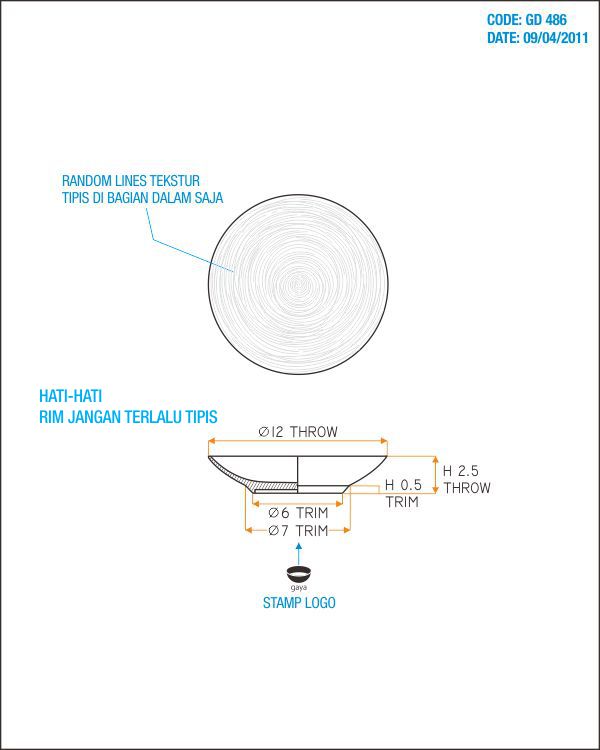 CODE: GD 486
DATE: 09/04/2011
RANDOM LINES TEKSTUR
TIPIS DI BAGIAN DALAM SAJA
HATI-HATI
RIM JANGAN TERLALU TIPIS
Ø12 THROW
H 2.5
THROW
H 0.5
TRIM
Ø6 TRIM
Ø7 TRIM
gaya
STAMP LOGO